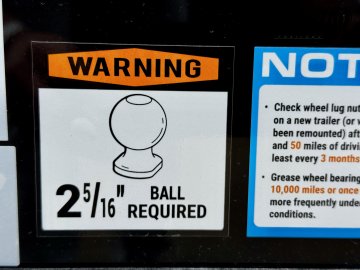 WARNING
2 5/16" BALL
REQUIRED
NOT
• Check wheel lug nut
on a new trailer (or w
been remounted) afte
and 50 miles of drivi
least every 3 months
• Grease wheel bearing
10,000 miles or once
more frequently unde
conditions.